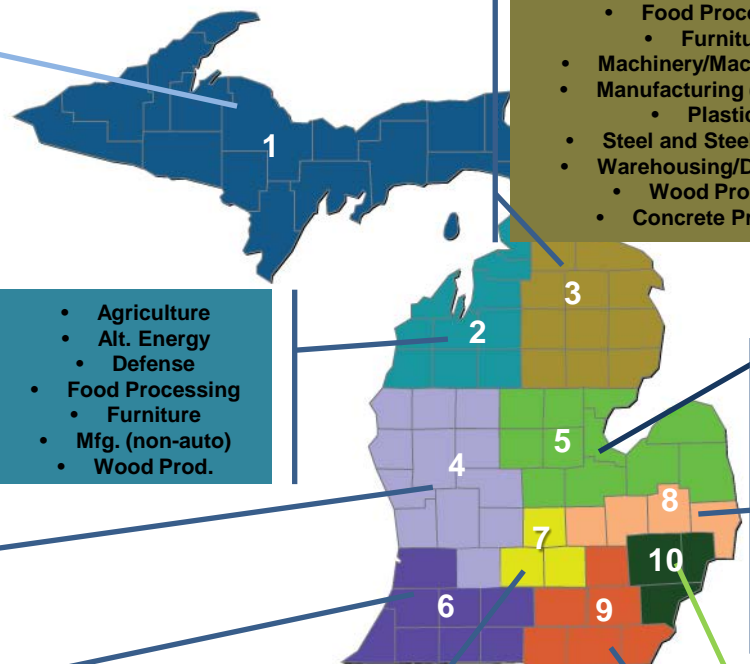 • Food Proce
• Furnitu
• Machinery/Mac
• Manufacturing
• Plastic
• Steel and Stee
• Warehousing/D
• Wood Pro
• Concrete Pr
1
3
2
• Agriculture
• Alt. Energy
• Defense
• Food Processing
• Furniture
• Mfg. (non-auto)
• Wood Prod.
5
4
8
7
10
6
9